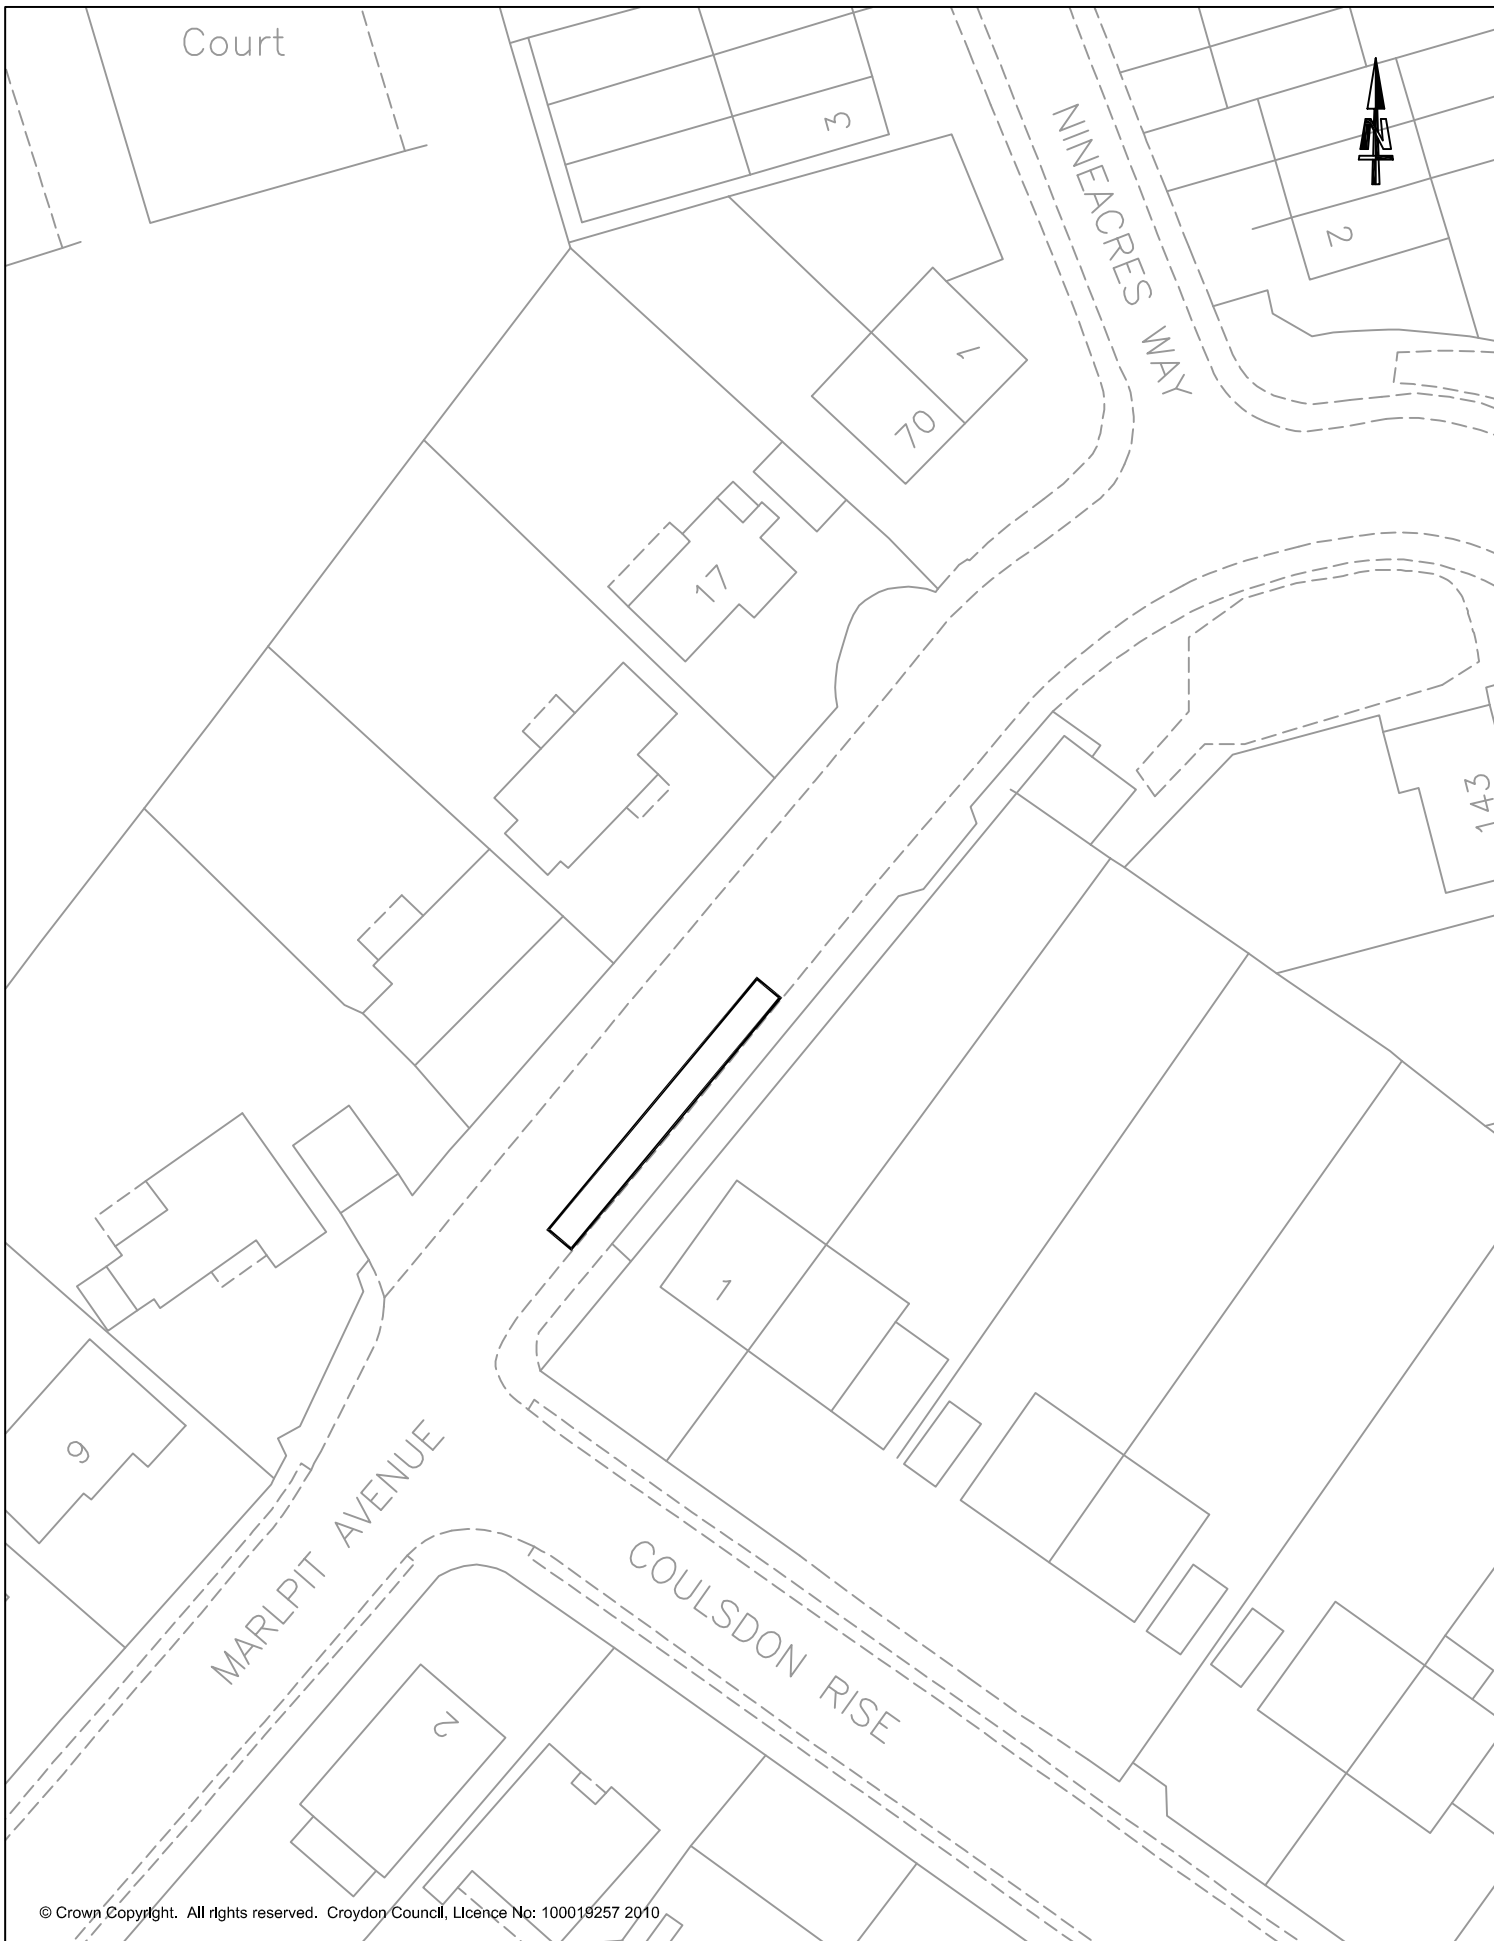 Court
3
NINEACRES WAY
N
2
1
70
17
143
1
9
MARLPIT AVENUE
COULSDON RISE
2
© Crown Copyright. All rights reserved. Croydon Council, Licence No: 100019257 2010